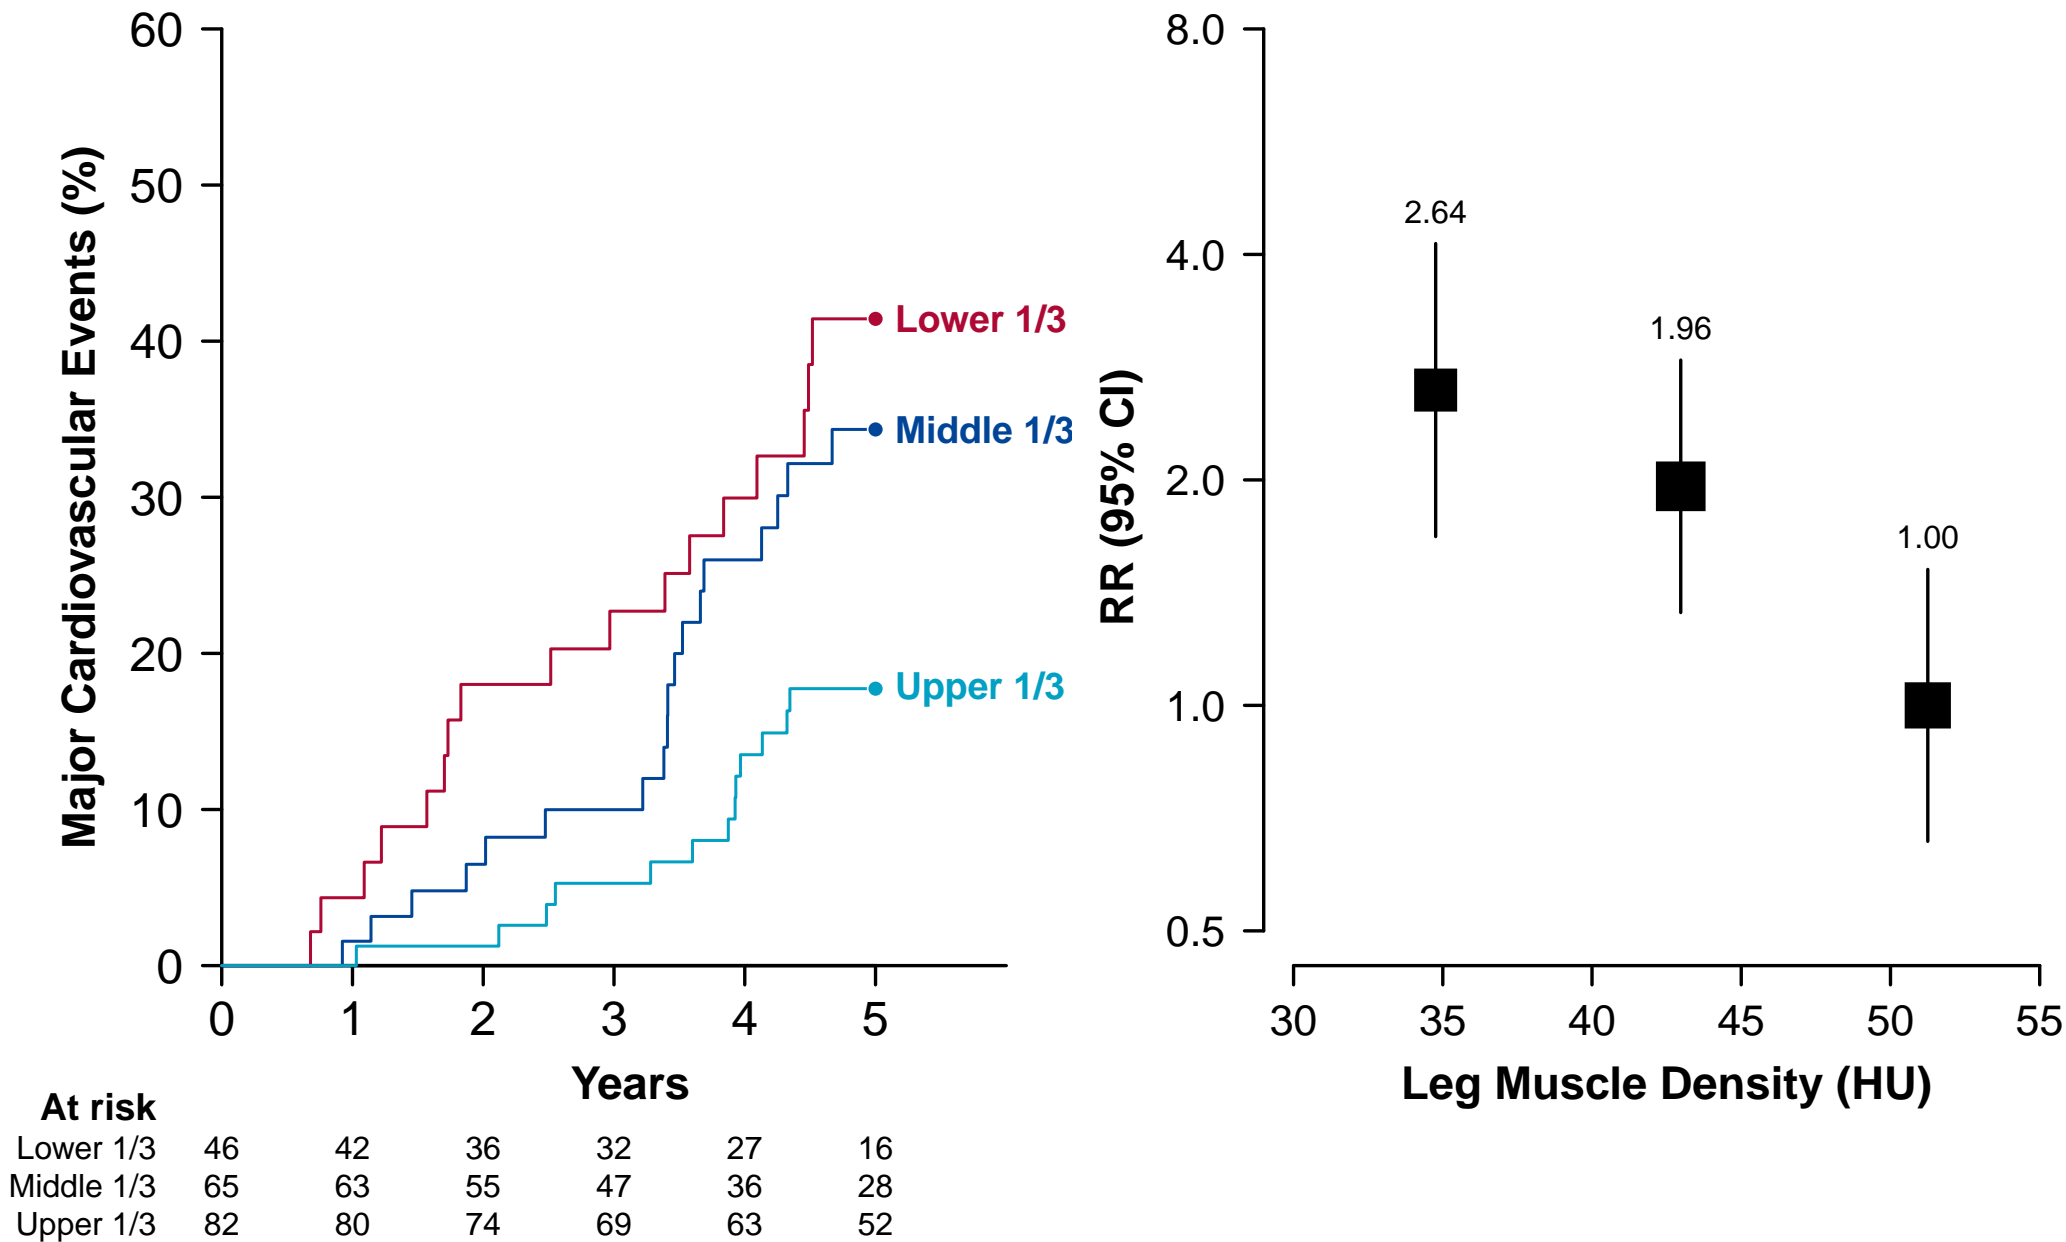 60
50
40
30
20
10
0
Major Cardiovascular Events (%)
Lower 1/3
Middle 1/3
Upper 1/3
0 1 2 3 4 5
Years
At risk
Lower 1/3 46 42 36 32 27 16
Middle 1/3 65 63 55 47 36 28
Upper 1/3 82 80 74 69 63 52
8.0
4.0
2.0
1.0
0.5
RR (95% CI)
2.64
1.96
1.00
30 35 40 45 50 55
Leg Muscle Density (HU)